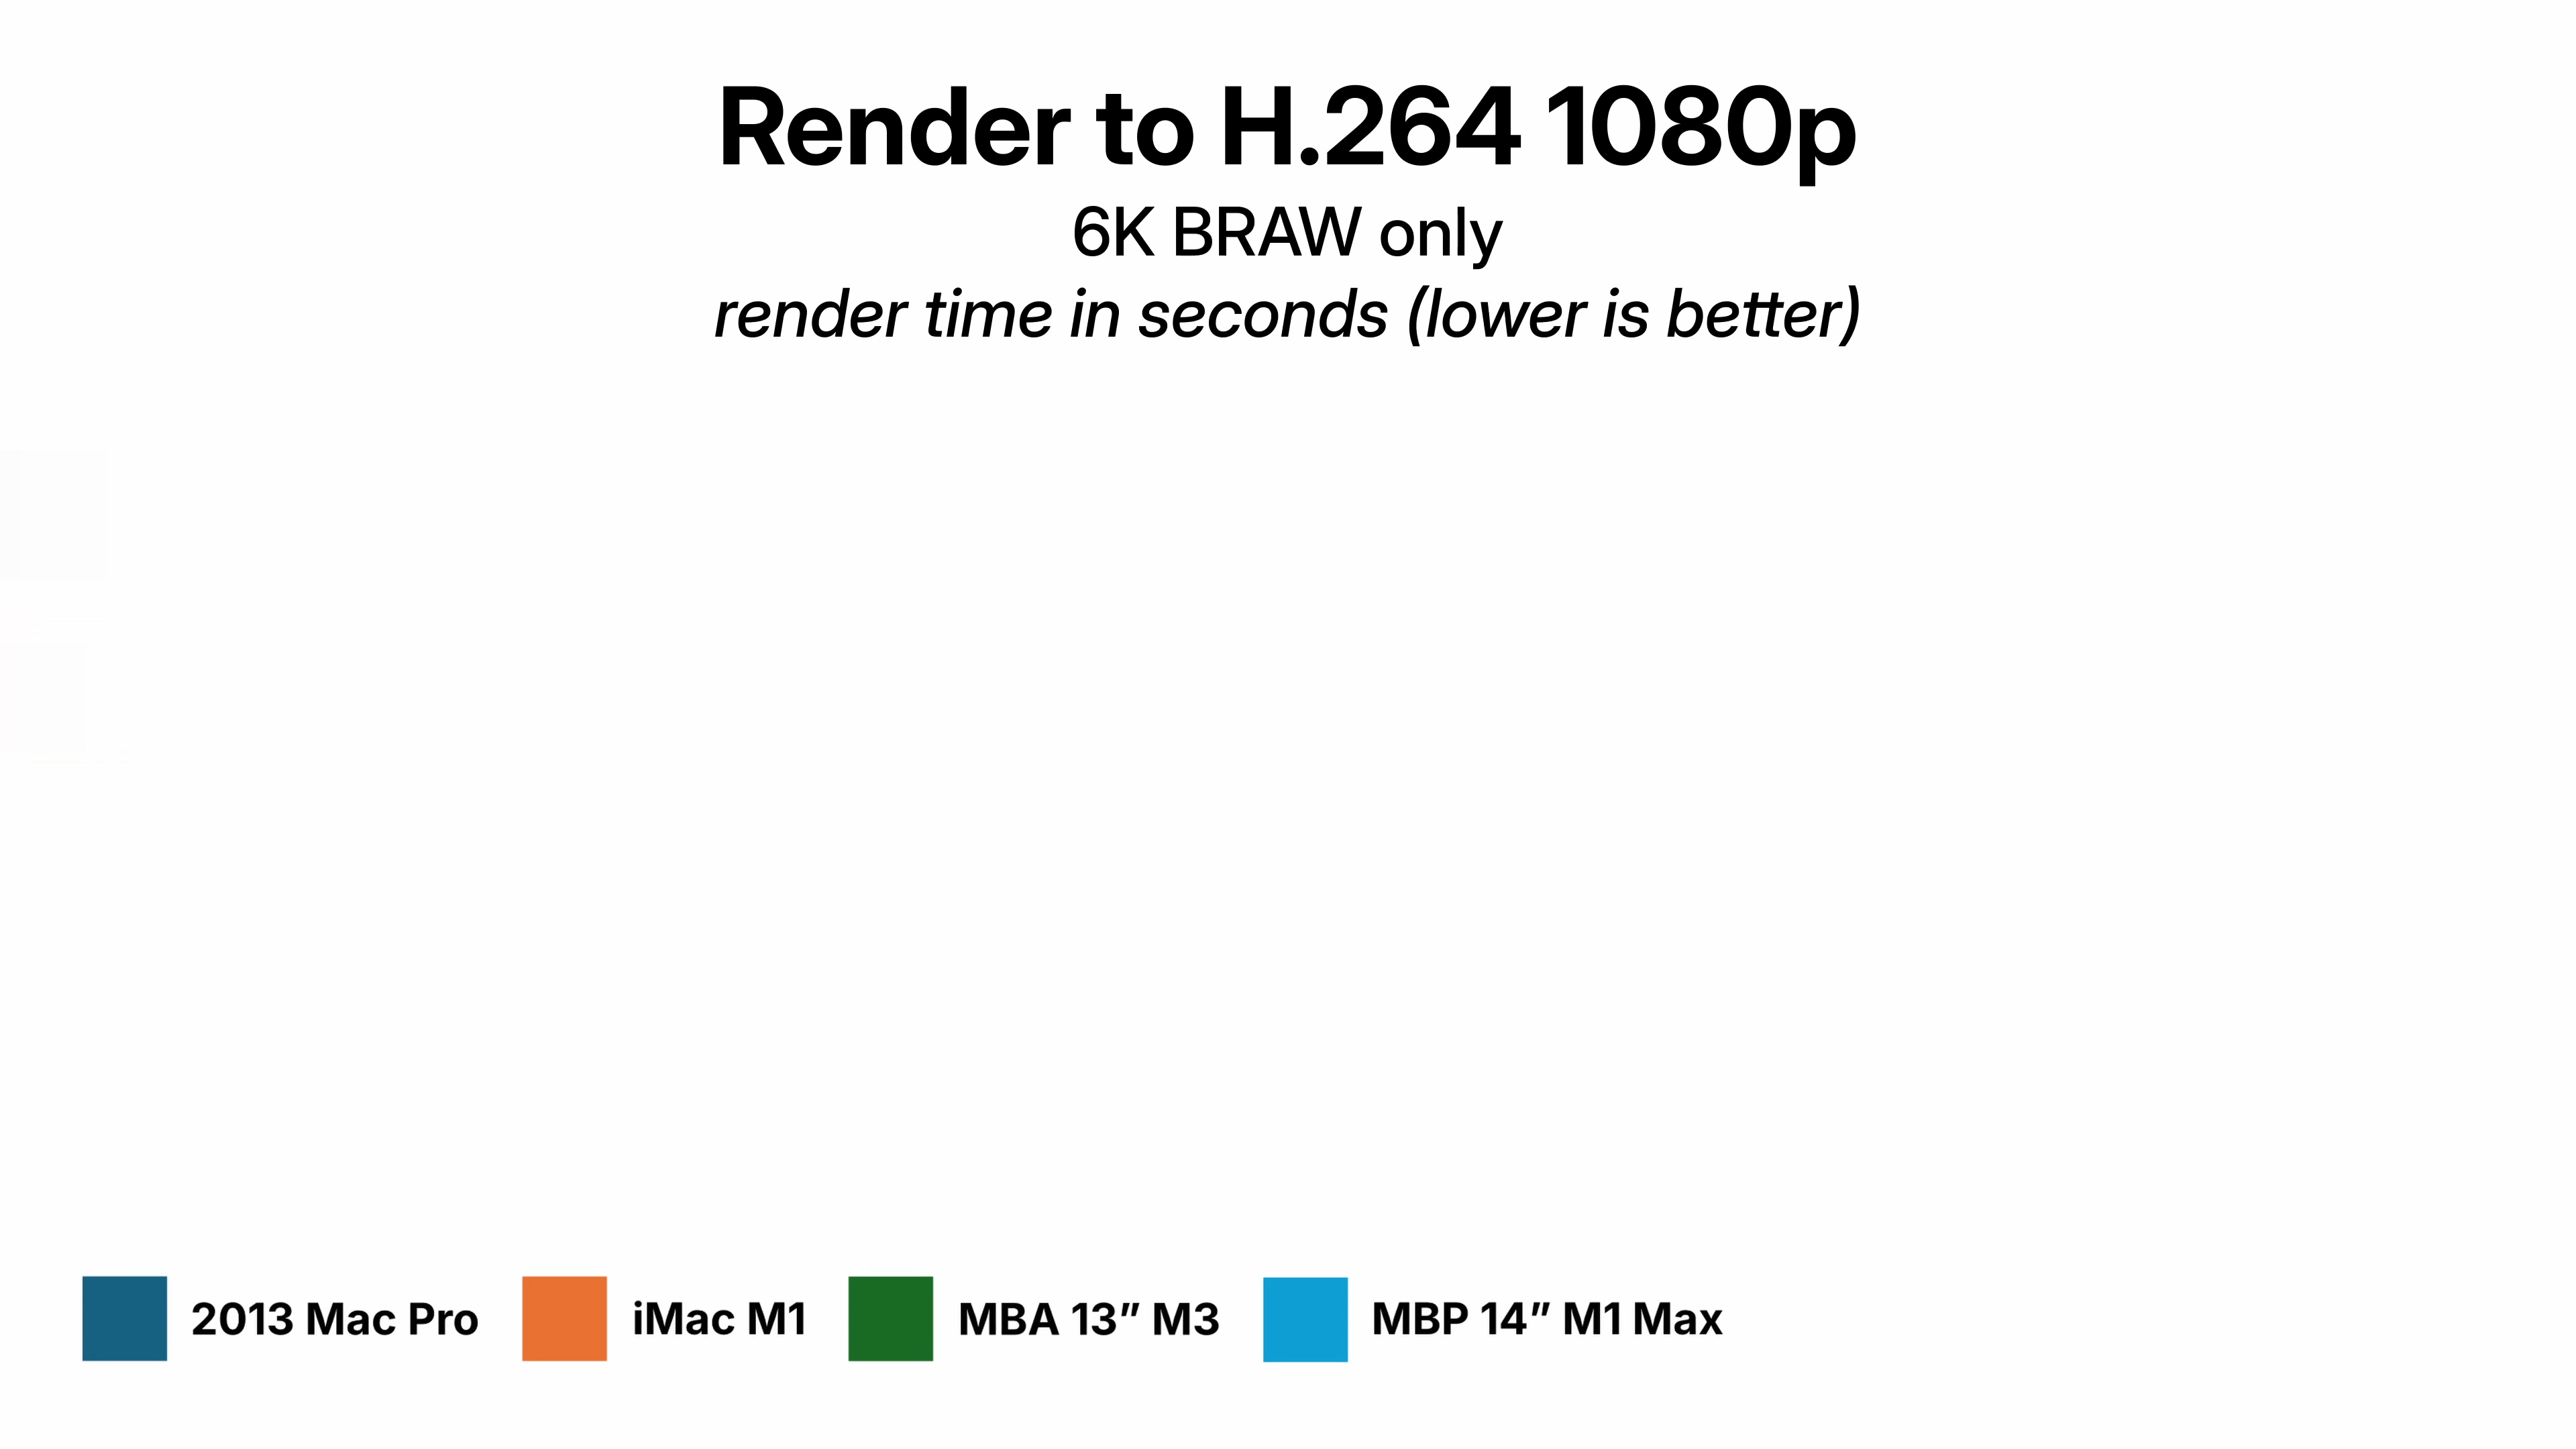 Render to H.264 1080p
6K BRAW only
render time in seconds (lower is better)
2013 Mac Pro iMac M1 MBA 13” M3 MBP 14” M1 Max